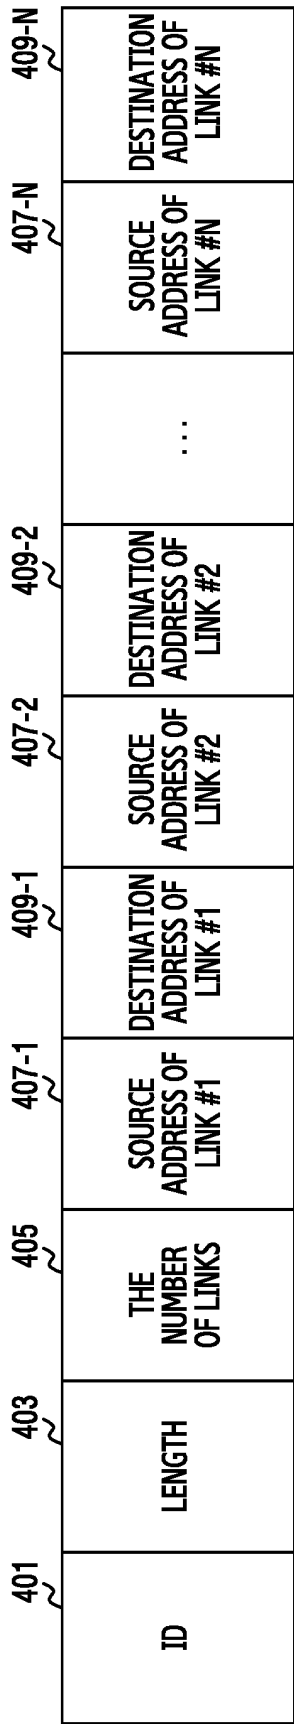 401
403
405
407-1
409-1
407-2
409-2
407-N
409-N
ID
LENGTH
THE
NUMBER
OF LINKS
SOURCE
ADDRESS OF
LINK #1
DESTINATION
ADDRESS OF
LINK #1
SOURCE
ADDRESS OF
LINK #2
DESTINATION
ADDRESS OF
LINK #2
...
SOURCE
ADDRESS OF
LINK #N
DESTINATION
ADDRESS OF
LINK #N